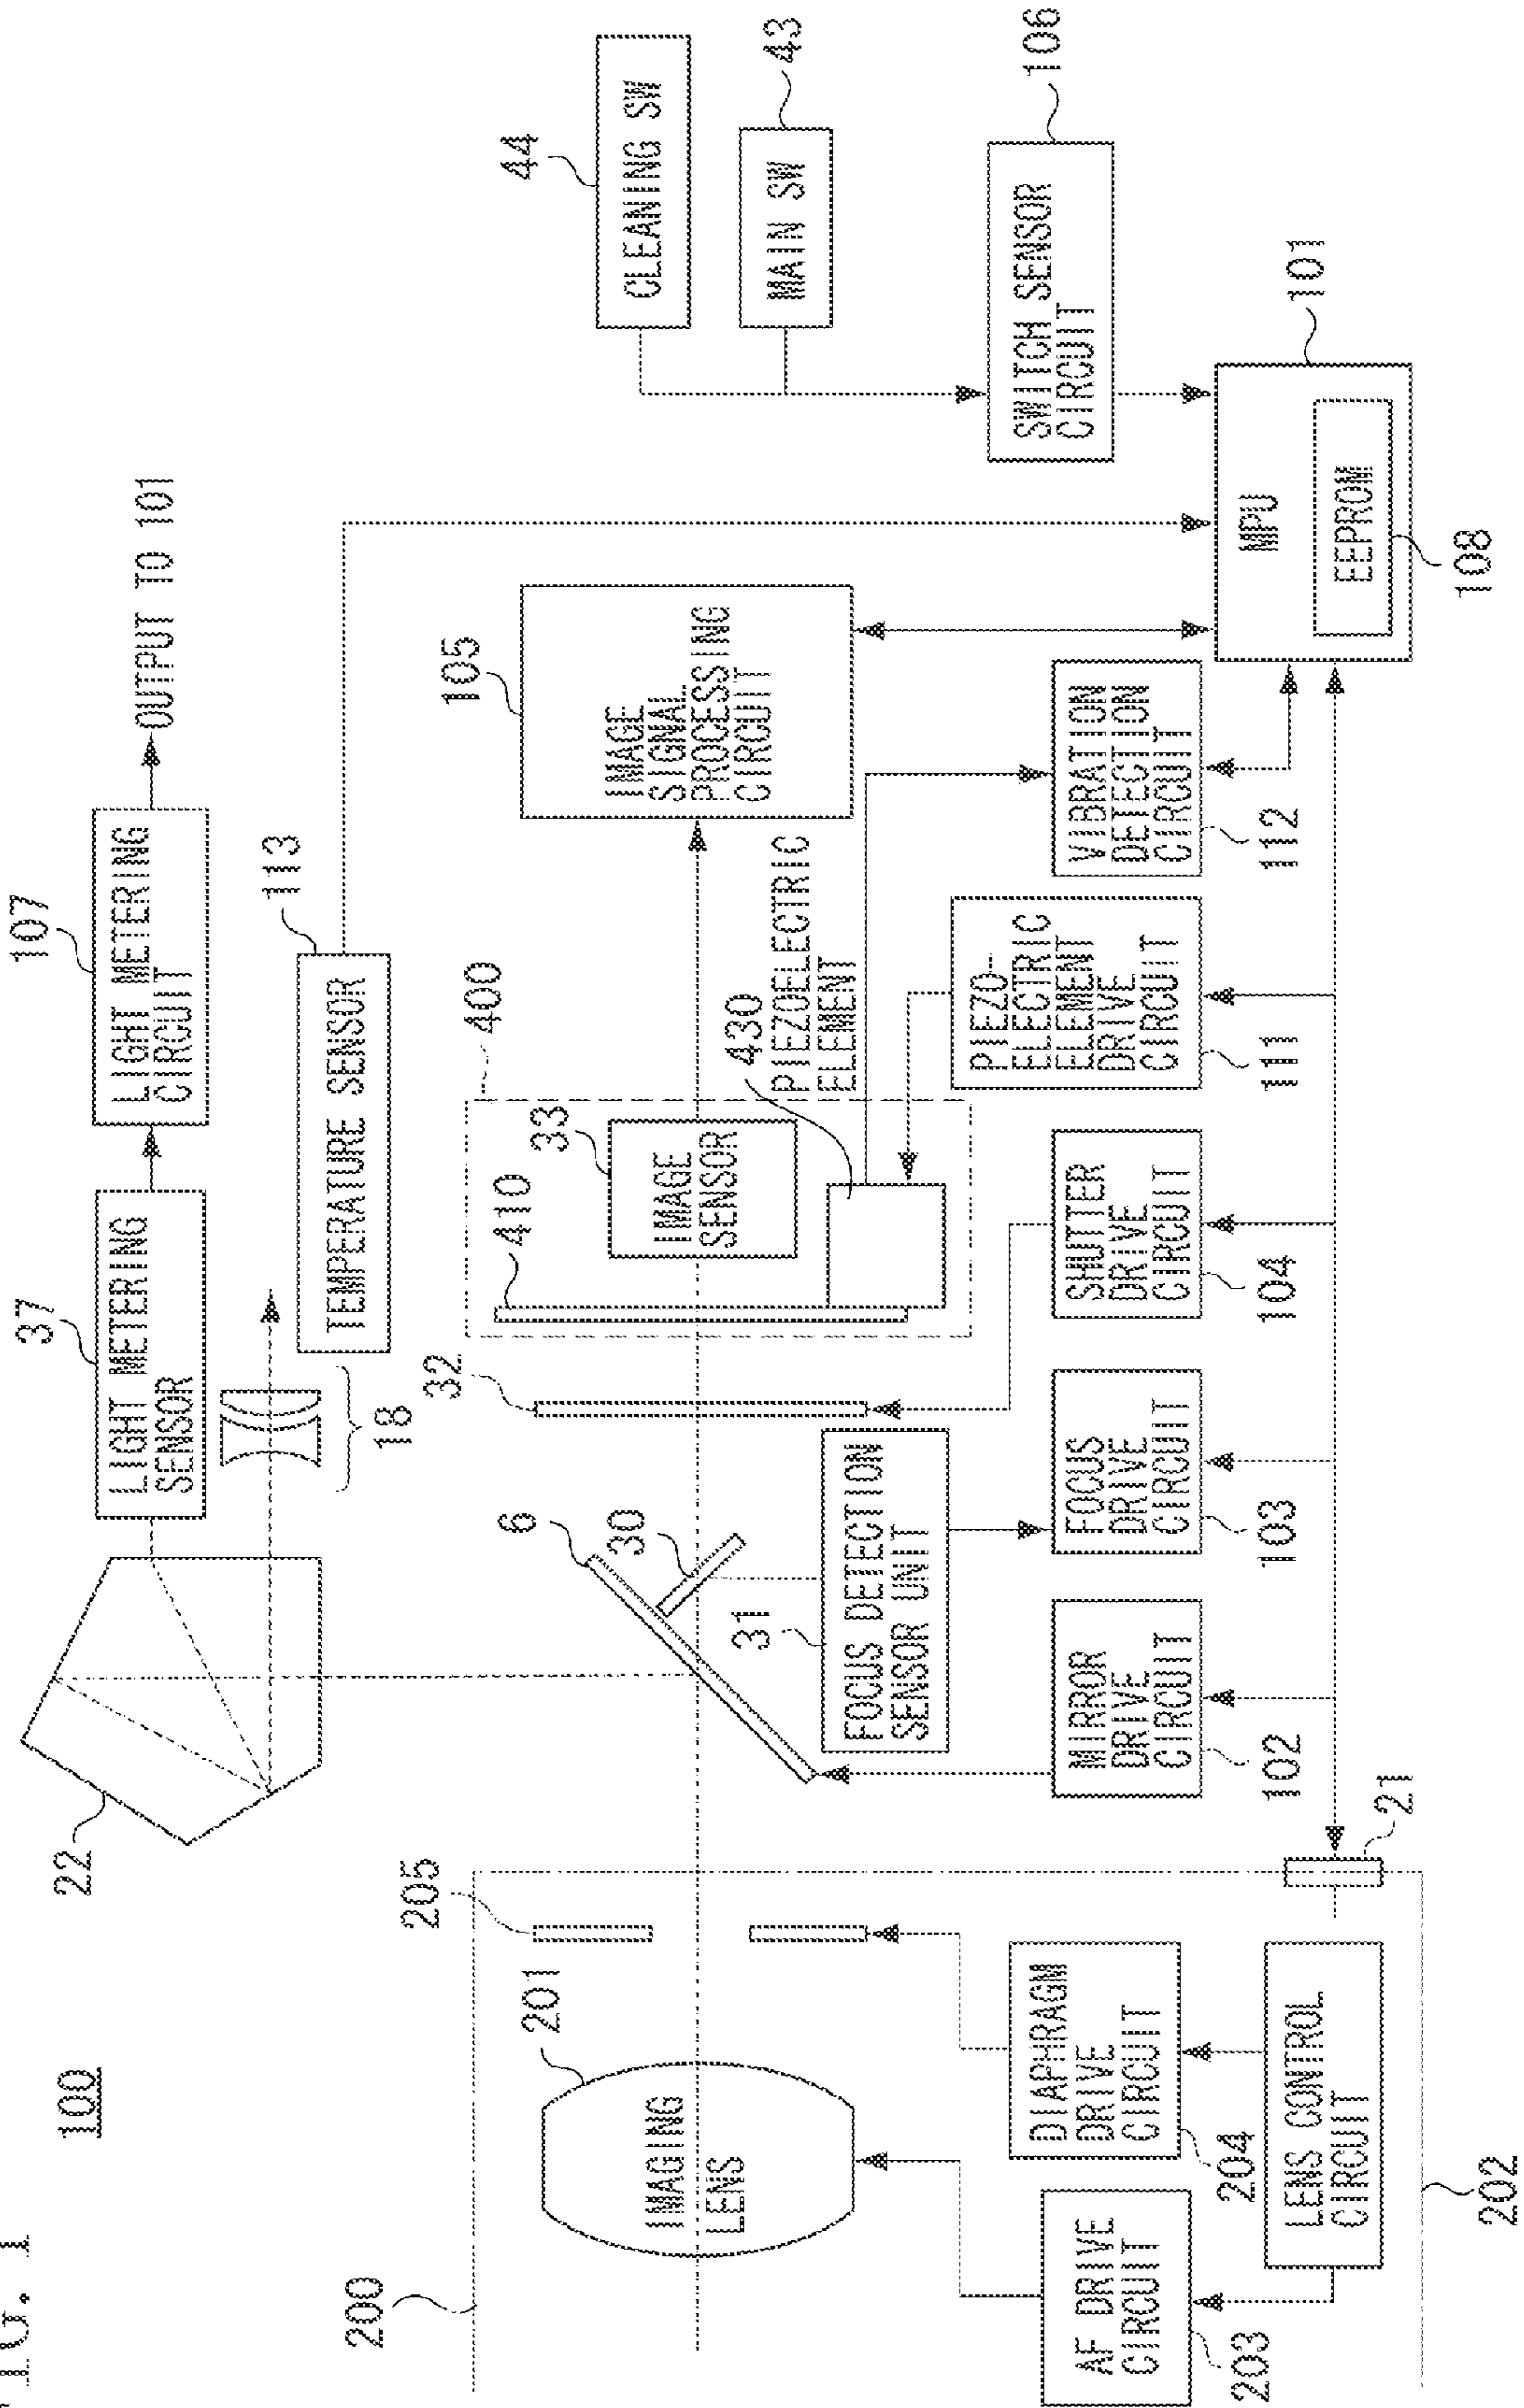 FIG. 1
100
22
37
LIGHT METERING
SENSOR
107
LIGHT METERING
CIRCUIT
OUTPUT TO 101
18
113
TEMPERATURE SENSOR
44
CLEANING SW
43
MAIN SW
106
SWITCH SENSOR
CIRCUIT
200
201
IMAGING
LENS
205
6
30
32
400
410
33
IMAGE
SENSOR
430
PIEZOELECTRIC
ELEMENT
105
IMAGE
SIGNAL
PROCESSING
CIRCUIT
31
FOCUS DETECTION
SENSOR UNIT
AF DRIVE
CIRCUIT
203
DIAPHRAGM
DRIVE
CIRCUIT
204
LENS CONTROL
CIRCUIT
202
21
MIRROR
DRIVE
CIRCUIT
102
FOCUS
DRIVE
CIRCUIT
103
SHUTTER
DRIVE
CIRCUIT
104
PIEZO-
ELECTRIC
ELEMENT
DRIVE
CIRCUIT
111
VIBRATION
DETECTION
CIRCUIT
112
101
MPU
EEPROM
108